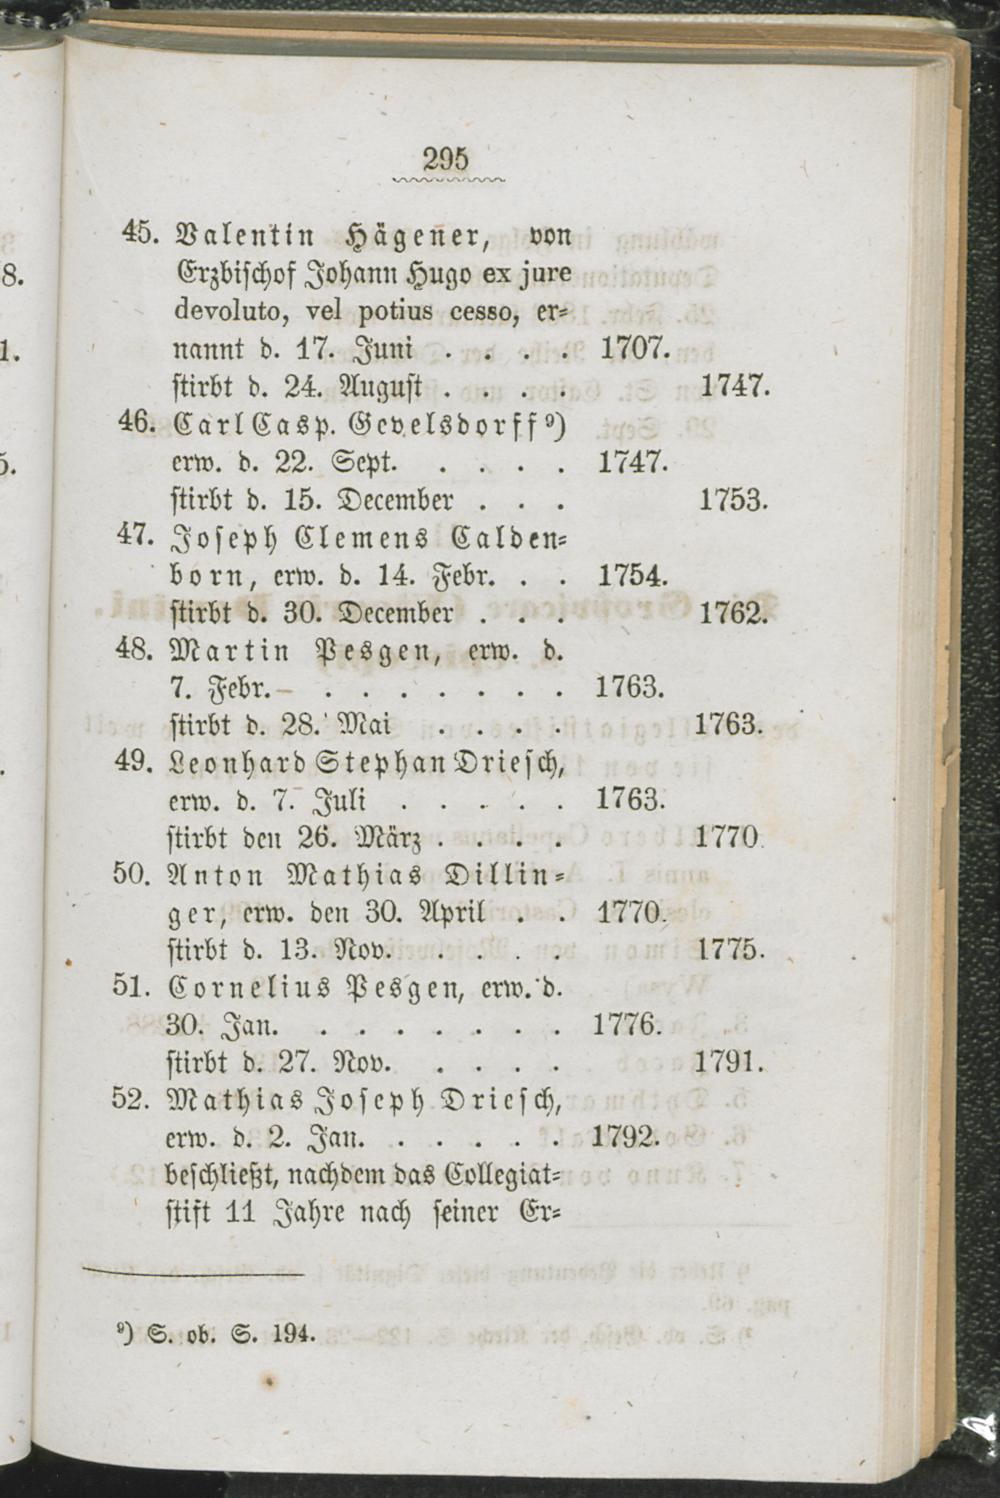 295
45. Valentin Hägener, von
Erzbischof Johann Hugo ex jure
devoluto, vel potius cesso, er⸗
nannt d. 17. Juni . . . . 1707.
stirbt d. 24. August . . . . 1747.
46. Carl Casp. Gevelsdorff ⁹)
erw. d. 22. Sept. . . . . 1747.
stirbt d. 15. December . . . 1753.
47. Joseph Clemens Calden⸗
born, erw. d. 14. Febr. . . 1754.
stirbt d. 30. December . . . 1762.
48. Martin Pesgen, erw. d.
7. Febr. . . . . . . . 1763.
stirbt d. 28. Mai . . . . 1763.
49. Leonhard Stephan Driesch,
erw. d. 7. Juli . . . . . 1763.
stirbt den 26. März . . . . 1770.
50. Anton Mathias Dillin⸗
ger, erw. den 30. April . . 1770.
stirbt d. 13. Nov. . . . . 1775.
51. Cornelius Pesgen, erw. d.
30. Jan. . . . . . . . 1776.
stirbt d. 27. Nov. . . . . 1791.
52. Mathias Joseph Driesch,
erw. d. 2. Jan. . . . . . 1792.
beschließt, nachdem das Collegiat⸗
stift 11 Jahre nach seiner Er⸗
⁹) S. ob. S. 194.
8.
1.
5.